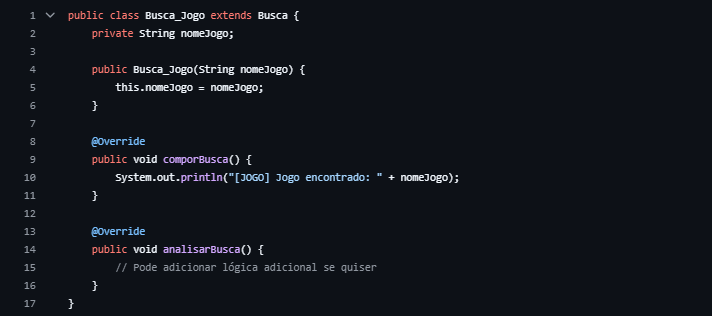 1 public class Busca_Jogo extends Busca {
2 private String nomeJogo;
3
4 public Busca_Jogo(String nomeJogo) {
5 this.nomeJogo = nomeJogo;
6 }
7
8 @Override
9 public void comporBusca() {
10 System.out.println("[JOGO] Jogo encontrado: " + nomeJogo);
11 }
12
13 @Override
14 public void analisarBusca() {
15 // Pode adicionar lógica adicional se quiser
16 }
17 }